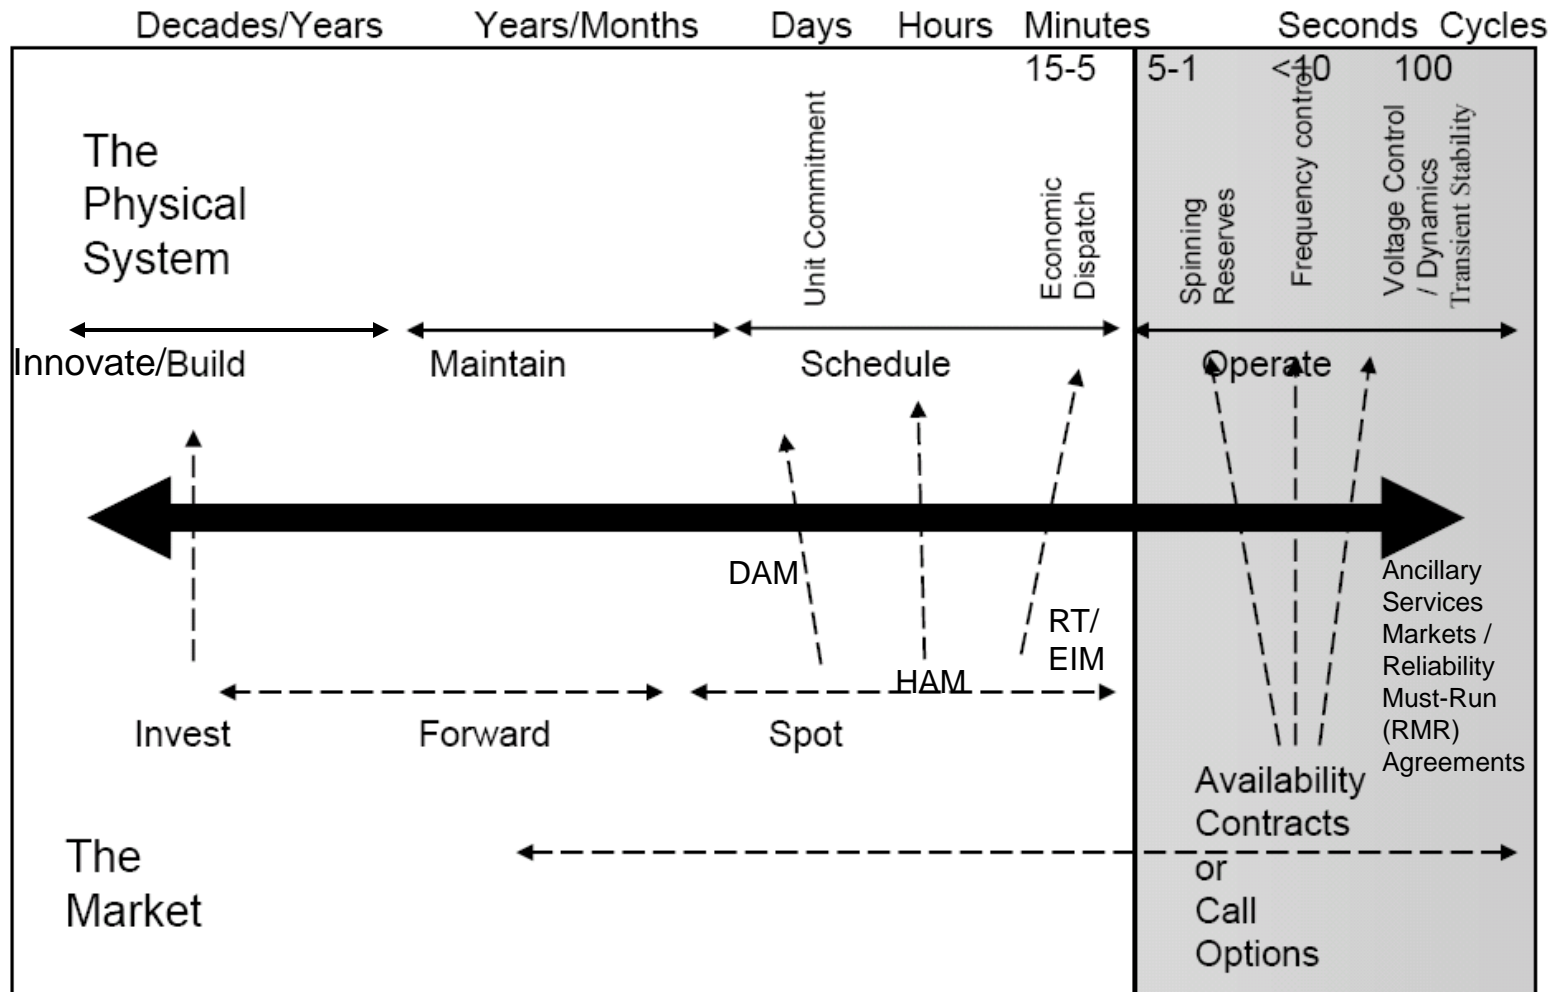 Decades/Years Years/Months Days Hours Minutes Seconds Cycles
15-5 5-1 <10 100
The
Physical
System
Unit Commitment
Economic
Dispatch
Spinning
Reserves
Frequency control
Voltage Control
/ Dynamics
Transient Stability
Innovate/Build Maintain Schedule Operate
DAM
HAM
RT/
EIM
Ancillary
Services
Markets /
Reliability
Must-Run
(RMR)
Agreements
Invest Forward Spot
Availability
Contracts
or
Call
Options
The
Market